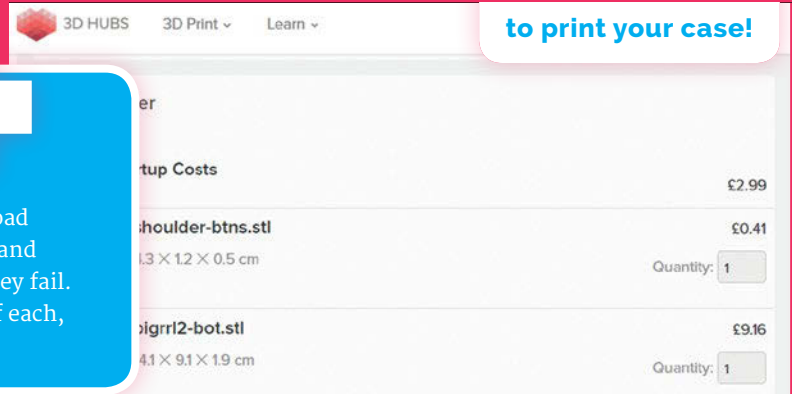 3D HUBS 3D Print Learn
to print your case!
er
rtup Costs
£2.99
shoulder-btns.stl
£0.41
.3 × 1.2 × 0.5 cm
Quantity: 1
pigrrl2-bot.stl
£9.16
4.1 × 9.1 × 1.9 cm
Quantity: 1
oad
and
ey fail.
f each,